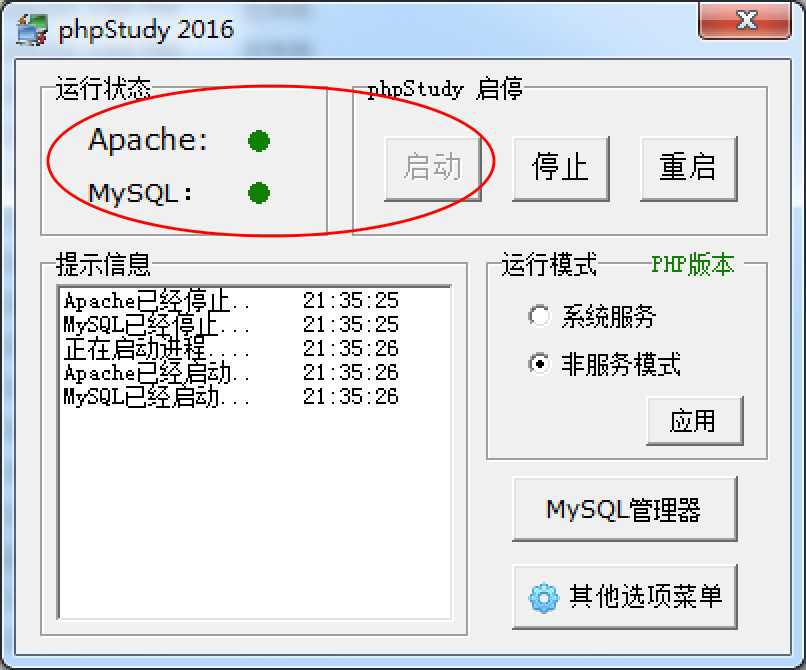 phpStudy 2016
运行状态
phpStudy 启停
Apache:
MySQL:
启动 停止 重启
提示信息
Apache已经停止.. 21:35:25
MySQL已经停止... 21:35:25
正在启动进程.... 21:35:26
Apache已经启动.. 21:35:26
MySQL已经启动... 21:35:26
运行模式 PHP版本
系统服务
非服务模式
应用
MySQL管理器
其他选项菜单